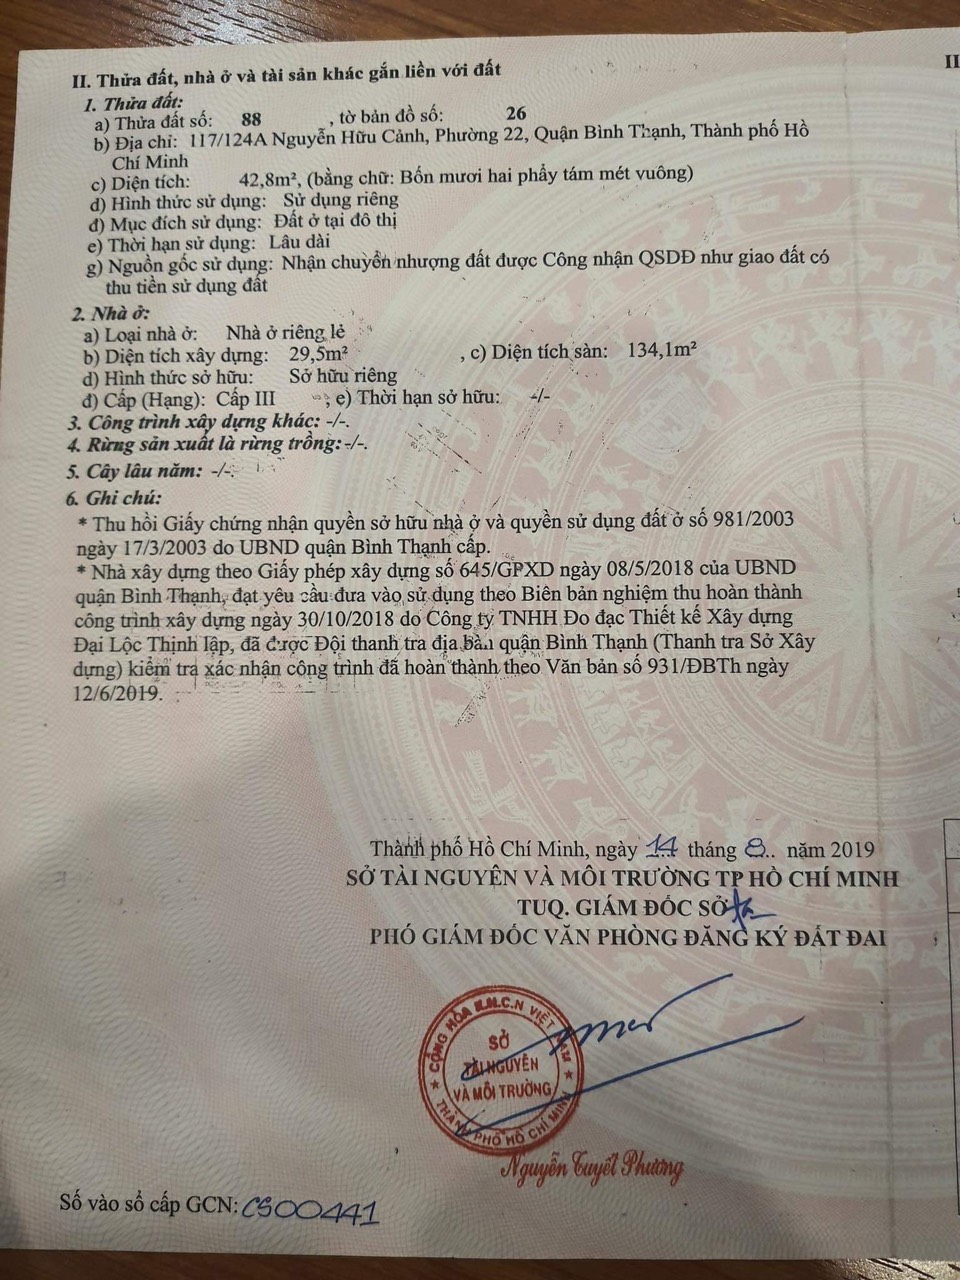 II. Thửa đất, nhà ở và tài sản khác gắn liền với đất
II
1. Thửa đất:
a) Thửa đất số: 88 , tờ bản đồ số: 26
b) Địa chỉ: 117/124A Nguyễn Hữu Cảnh, Phường 22, Quận Bình Thạnh, Thành phố Hồ
Chí Minh
c) Diện tích: 42,8m², (bằng chữ: Bốn mươi hai phẩy tám mét vuông)
d) Hình thức sử dụng: Sử dụng riêng
đ) Mục đích sử dụng: Đất ở tại đô thị
e) Thời hạn sử dụng: Lâu dài
g) Nguồn gốc sử dụng: Nhận chuyển nhượng đất được Công nhận QSDĐ như giao đất có
thu tiền sử dụng đất
2. Nhà ở:
a) Loại nhà ở: Nhà ở riêng lẻ
b) Diện tích xây dựng: 29,5m² , c) Diện tích sàn: 134,1m²
d) Hình thức sở hữu: Sở hữu riêng
đ) Cấp (Hạng): Cấp III , e) Thời hạn sở hữu: -/-
3. Công trình xây dựng khác: -/-.
4. Rừng sản xuất là rừng trồng: -/-.
5. Cây lâu năm: -/-.
6. Ghi chú:
* Thu hồi Giấy chứng nhận quyền sở hữu nhà ở và quyền sử dụng đất ở số 981/2003
ngày 17/3/2003 do UBND quận Bình Thạnh cấp.
* Nhà xây dựng theo Giấy phép xây dựng số 645/GPXD ngày 08/5/2018 của UBND
quận Bình Thạnh, đạt yêu cầu đưa vào sử dụng theo Biên bản nghiệm thu hoàn thành
công trình xây dựng ngày 30/10/2018 do Công ty TNHH Đo đạc Thiết kế Xây dựng
Đại Lộc Thịnh lập, đã được Đội thanh tra địa bàn quận Bình Thạnh (Thanh tra Sở Xây
dựng) kiểm tra xác nhận công trình đã hoàn thành theo Văn bản số 931/ĐBTh ngày
12/6/2019.
Thành phố Hồ Chí Minh, ngày 14 tháng 8 năm 2019
SỞ TÀI NGUYÊN VÀ MÔI TRƯỜNG TP HỒ CHÍ MINH
TUQ. GIÁM ĐỐC SỞ
PHÓ GIÁM ĐỐC VĂN PHÒNG ĐĂNG KÝ ĐẤT ĐAI
CỘNG HÒA X.H.C.N VIỆT NAM
SỞ
TÀI NGUYÊN
VÀ MÔI TRƯỜNG
THÀNH PHỐ HỒ CHÍ MINH
Nguyễn Tuyết Phương
Số vào sổ cấp GCN: CS00441